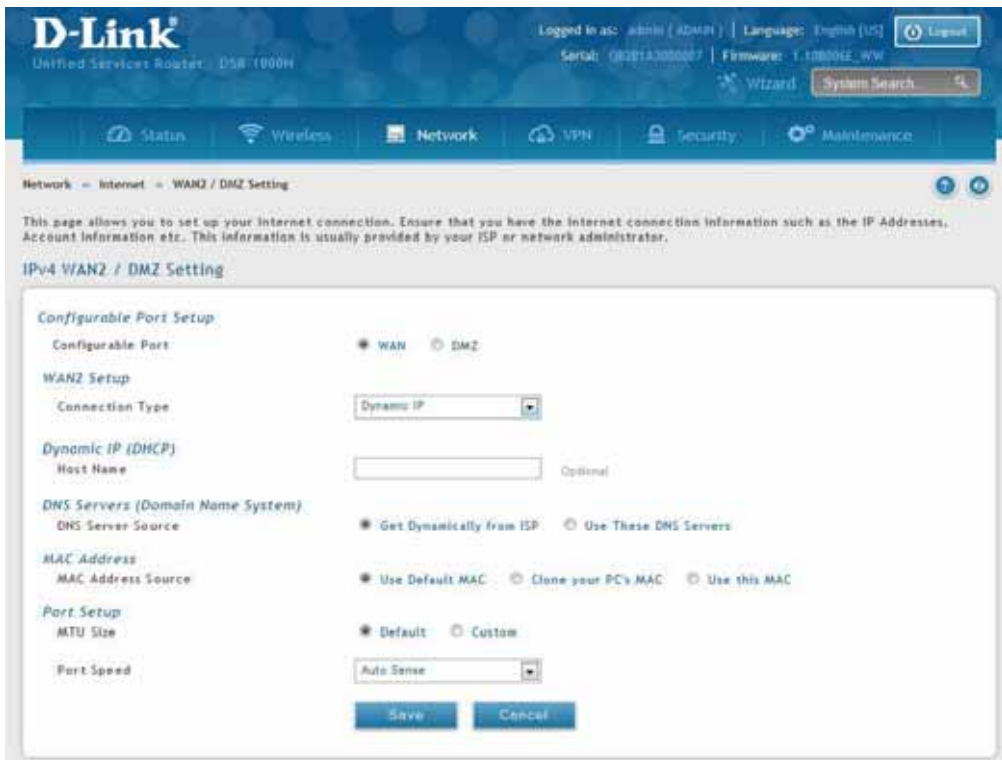 D-Link
Unified Services Router - DSR-1000N
Logged in as: admin ( ADMIN ) | Language: English [US]
Logout
Serial: | Firmware:
Wizard
System Search
Status
Wireless
Network
VPN
Security
Maintenance
Network » Internet » WAN2 / DMZ Setting
This page allows you to set up your Internet connection. Ensure that you have the Internet connection information such as the IP Addresses,
Account Information etc. This information is usually provided by your ISP or network administrator.
IPv4 WAN2 / DMZ Setting
Configurable Port Setup
Configurable Port WAN DMZ
WAN2 Setup
Connection Type Dynamic IP
Dynamic IP (DHCP)
Host Name Optional
DNS Servers (Domain Name System)
DNS Server Source Get Dynamically from ISP Use These DNS Servers
MAC Address
MAC Address Source Use Default MAC Clone your PC's MAC Use this MAC
Port Setup
MTU Size Default Custom
Port Speed Auto Sense
Save Cancel